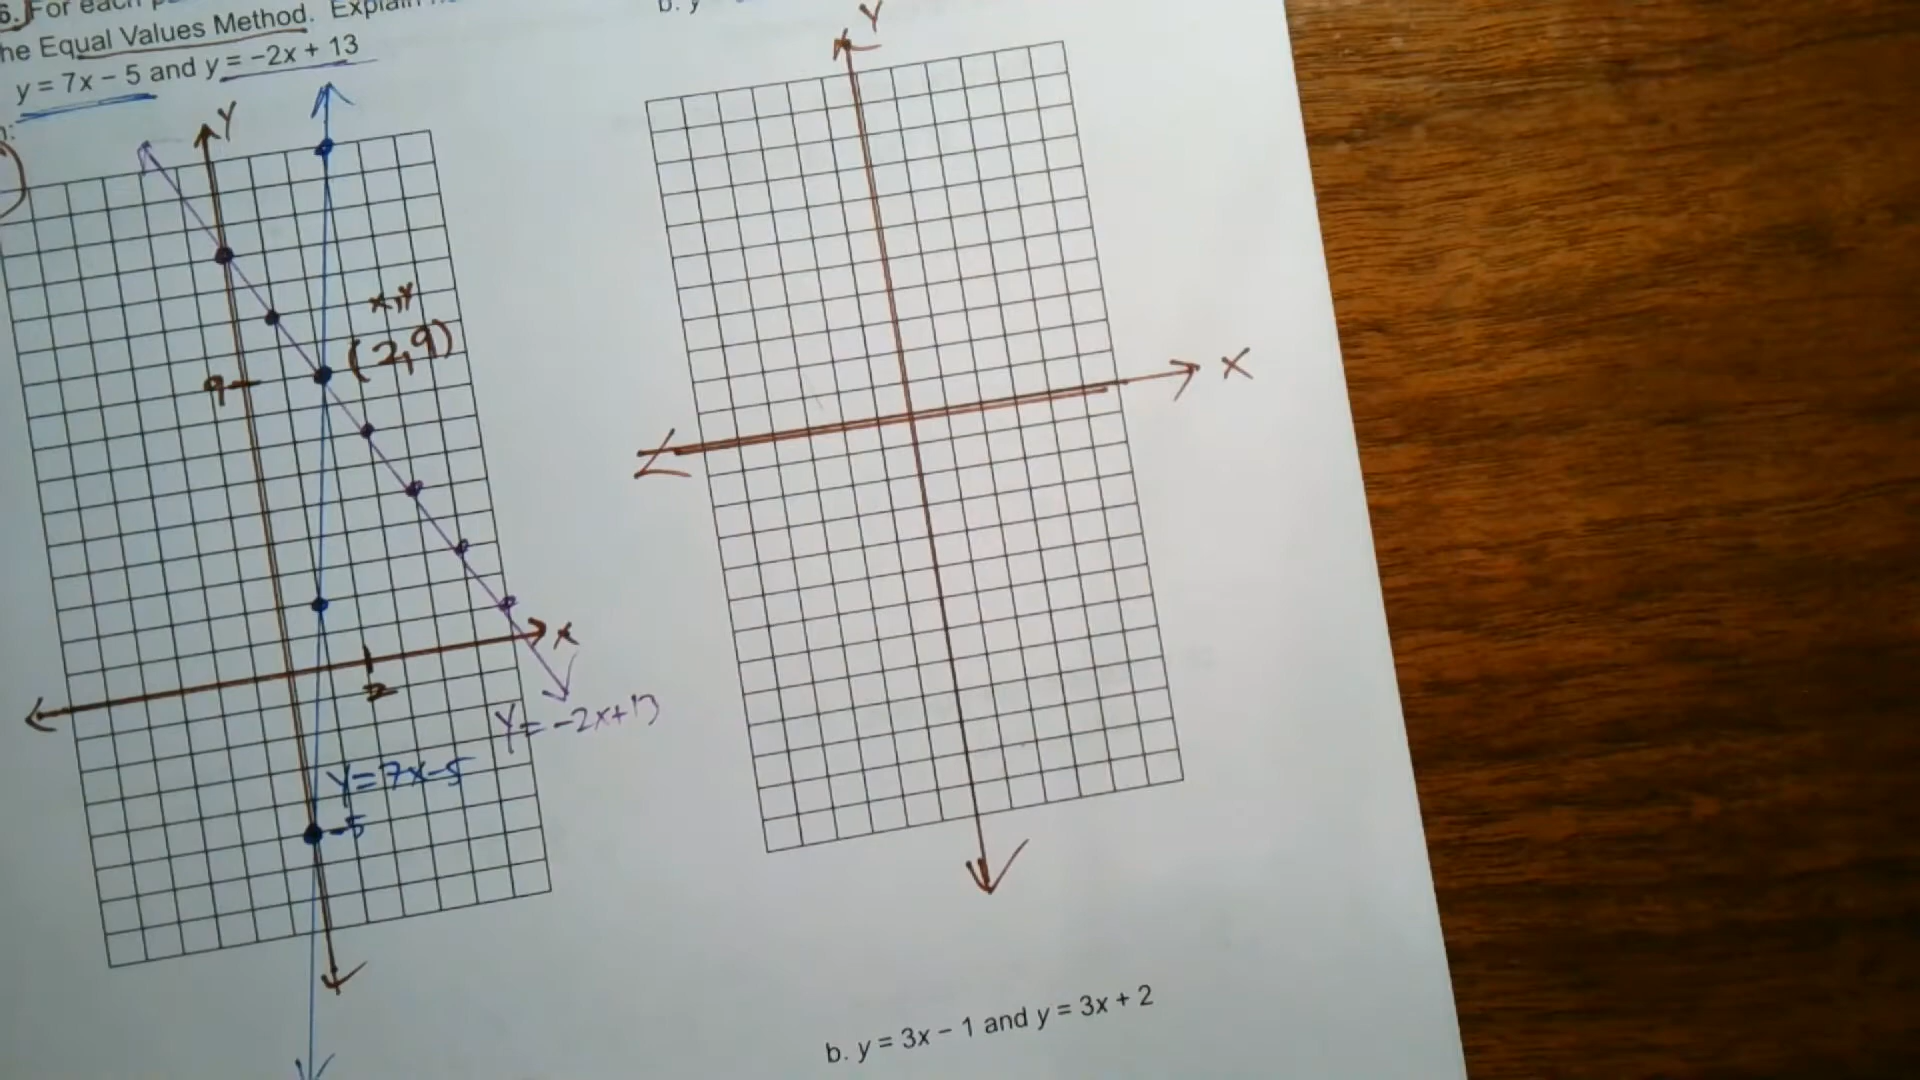 6. For each
Explain
he Equal Values Method.
y = 7x – 5 and y = –2x + 13
b. y
Y
Y
x,y
(2,9)
9
X
X
2
Y = -2x+13
Y=7x-5
-5
b. y = 3x – 1 and y = 3x + 2